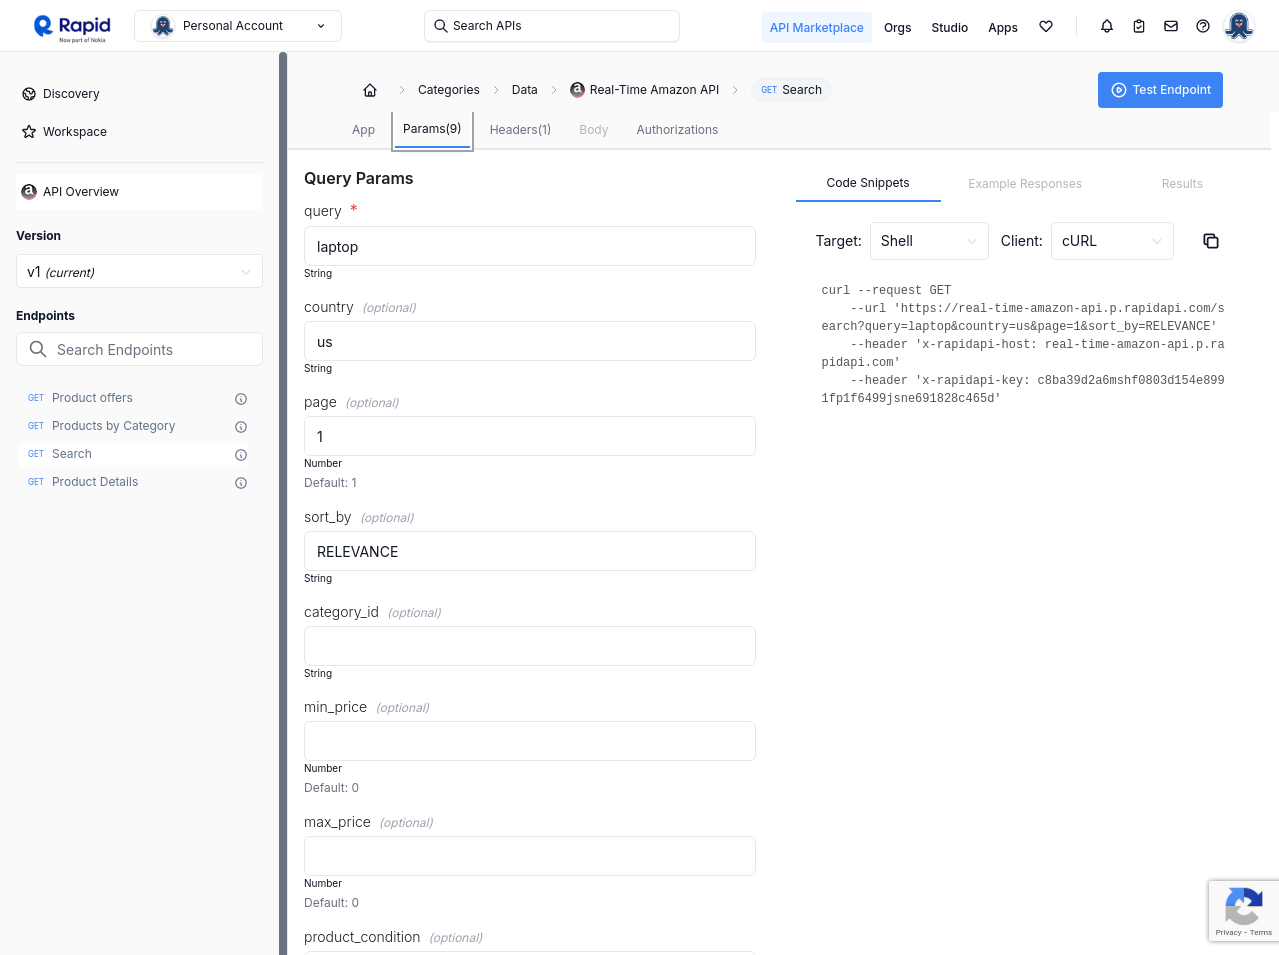 Rapid
Now part of Nokia
Personal Account
Search APIs
API Marketplace
Orgs
Studio
Apps
Discovery
Workspace
API Overview
Version
v1 (current)
Endpoints
Search Endpoints
GET Product offers
GET Products by Category
GET Search
GET Product Details
Categories
Data
a Real-Time Amazon API
GET Search
Test Endpoint
App
Params(9)
Headers(1)
Body
Authorizations
Query Params
query *
laptop
String
country (optional)
us
String
page (optional)
1
Number
Default: 1
sort_by (optional)
RELEVANCE
String
category_id (optional)
String
min_price (optional)
Number
Default: 0
max_price (optional)
Number
Default: 0
product_condition (optional)
Code Snippets
Example Responses
Results
Target: Shell
Client: cURL
curl --request GET
--url 'https://real-time-amazon-api.p.rapidapi.com/s
earch?query=laptop&country=us&page=1&sort_by=RELEVANCE'
--header 'x-rapidapi-host: real-time-amazon-api.p.ra
pidapi.com'
--header 'x-rapidapi-key: c8ba39d2a6mshf0803d154e899
1fp1f6499jsne691828c465d'
Privacy - Terms